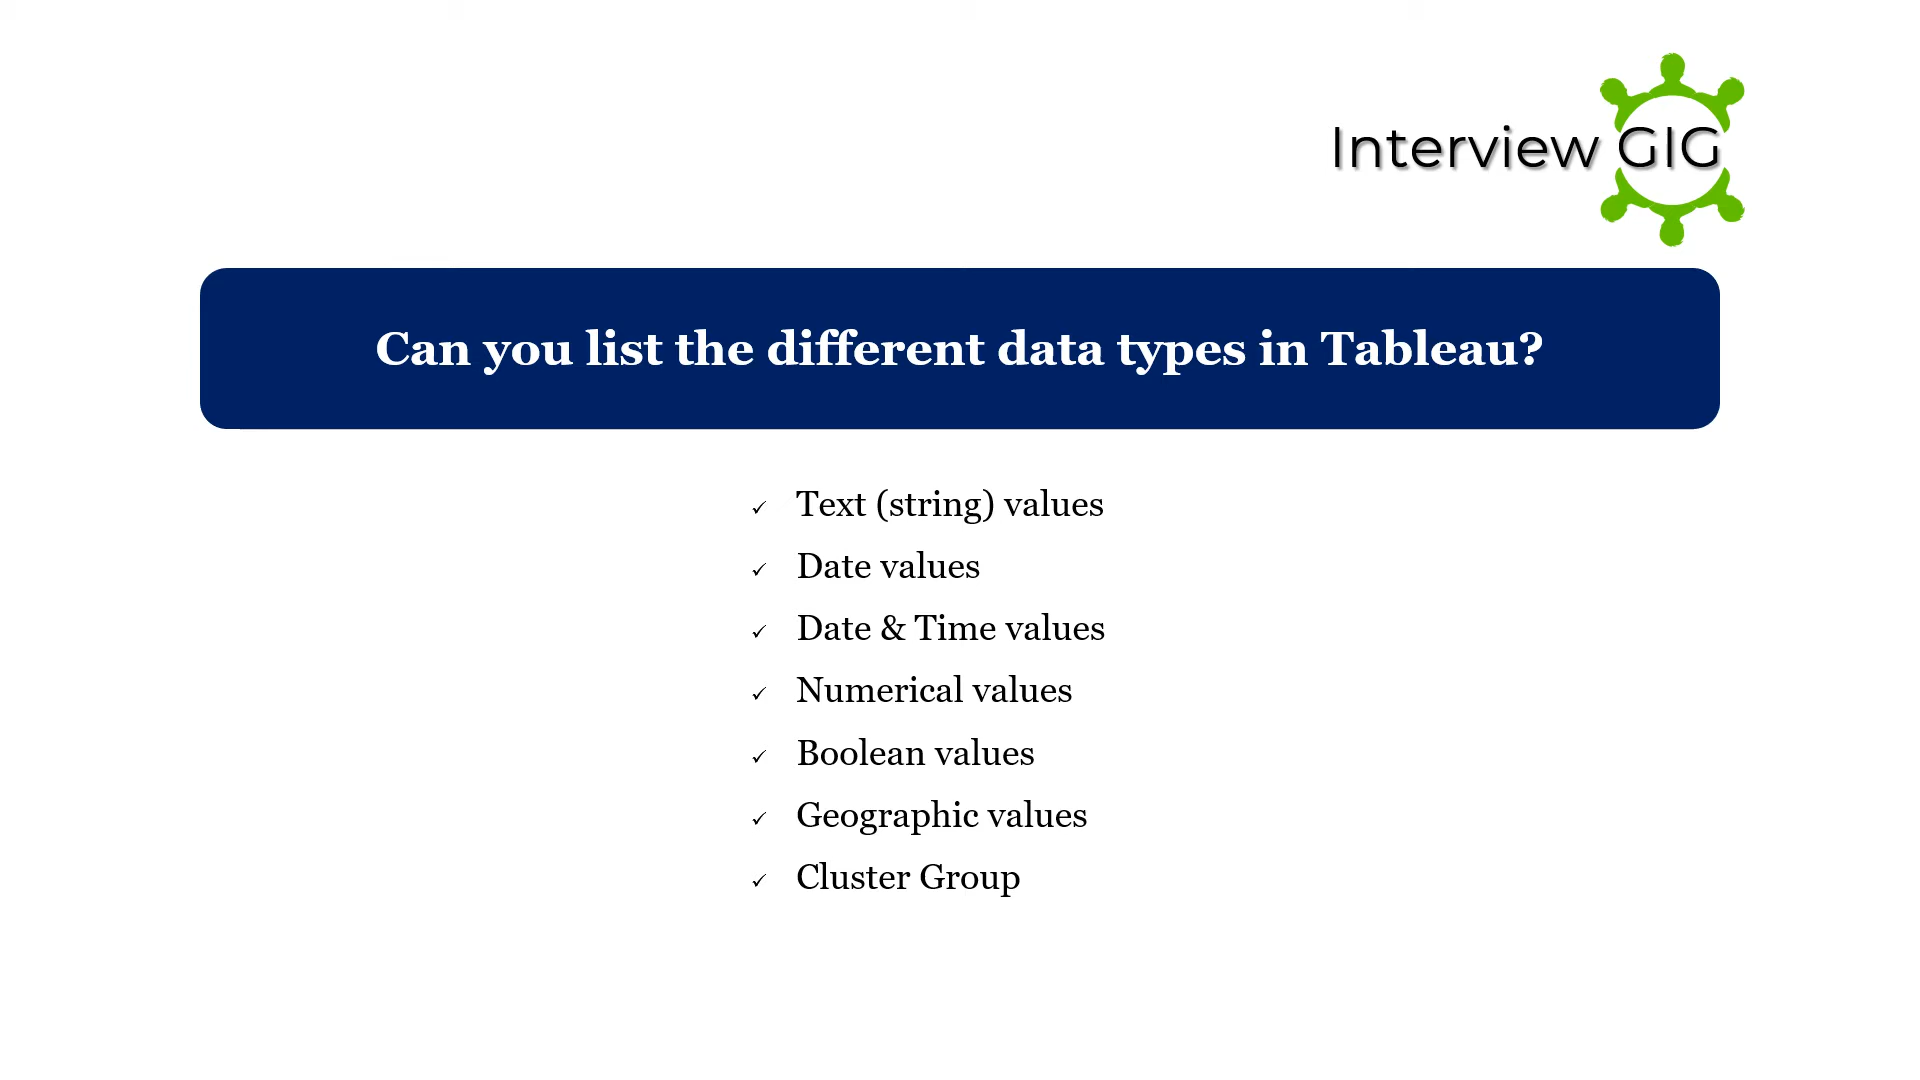 Interview GIG
Can you list the different data types in Tableau?
✓ Text (string) values
✓ Date values
✓ Date & Time values
✓ Numerical values
✓ Boolean values
✓ Geographic values
✓ Cluster Group